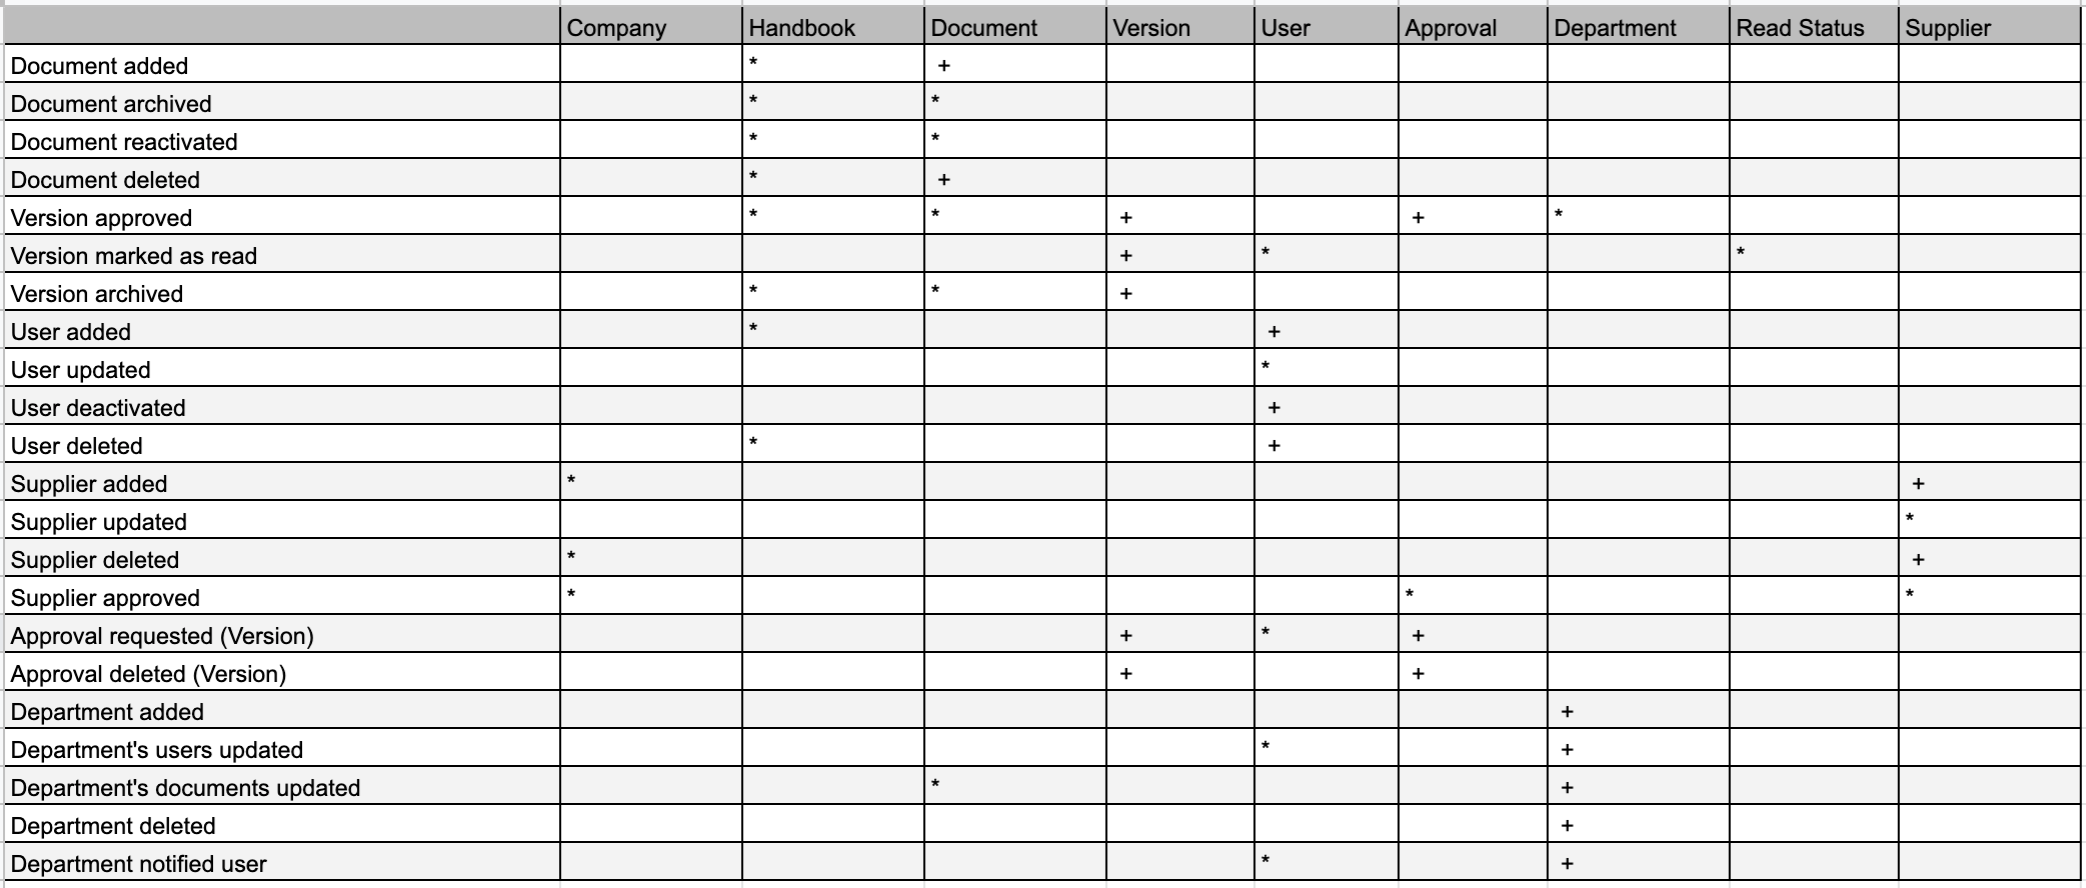 Company Handbook Document Version User Approval Department Read Status Supplier
Document added * +
Document archived * *
Document reactivated * *
Document deleted * +
Version approved * * + + *
Version marked as read + * *
Version archived * * +
User added * +
User updated *
User deactivated +
User deleted * +
Supplier added * +
Supplier updated *
Supplier deleted * +
Supplier approved * * *
Approval requested (Version) + * +
Approval deleted (Version) + +
Department added +
Department's users updated * +
Department's documents updated * +
Department deleted +
Department notified user * +